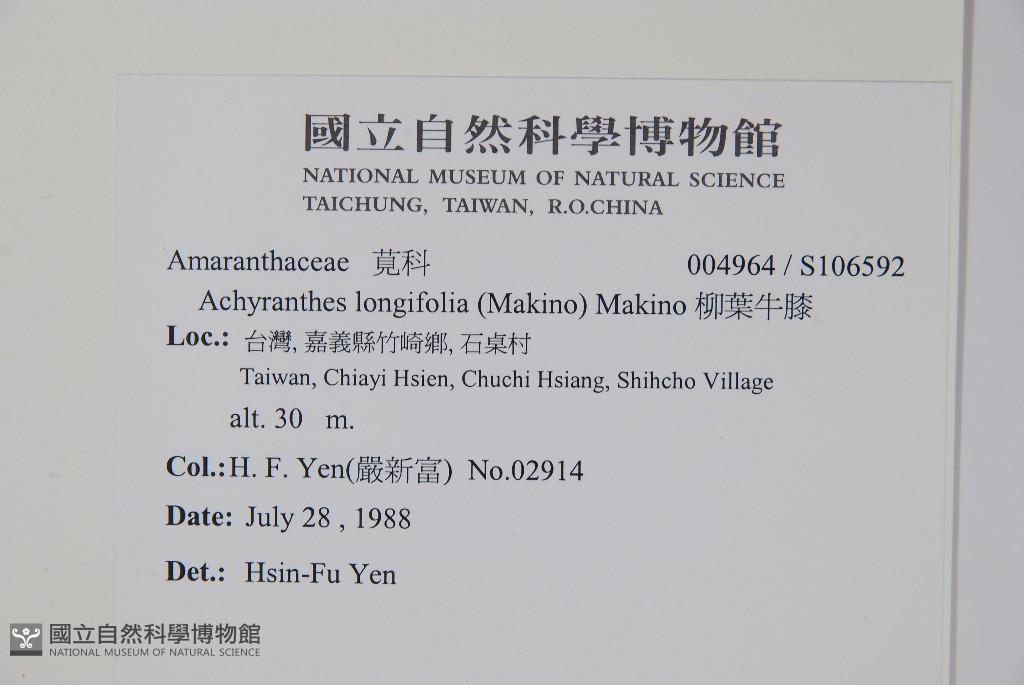 國立自然科學博物館
NATIONAL MUSEUM OF NATURAL SCIENCE
TAICHUNG, TAIWAN, R.O.CHINA
Amaranthaceae 莧科 004964 / S106592
Achyranthes longifolia (Makino) Makino 柳葉牛膝
Loc.: 台灣, 嘉義縣竹崎鄉, 石桌村
Taiwan, Chiayi Hsien, Chuchi Hsiang, Shihcho Village
alt. 30 m.
Col.:H. F. Yen(嚴新富) No.02914
Date: July 28 , 1988
Det.: Hsin-Fu Yen
國立自然科學博物館
NATIONAL MUSEUM OF NATURAL SCIENCE